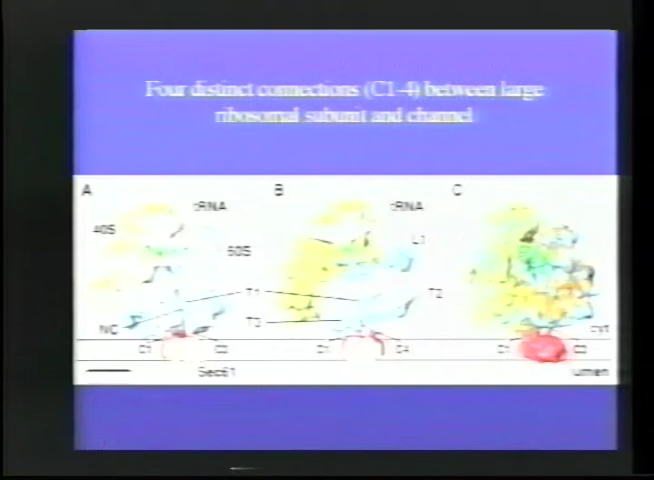 Four distinct connections (C1-4) between large
ribosomal subunit and channel
A B C
tRNA tRNA
40S 60S L1
T1 T2
NC T3 cyt
C1 C2 C1 C4 C1 C3
Sec61 lumen